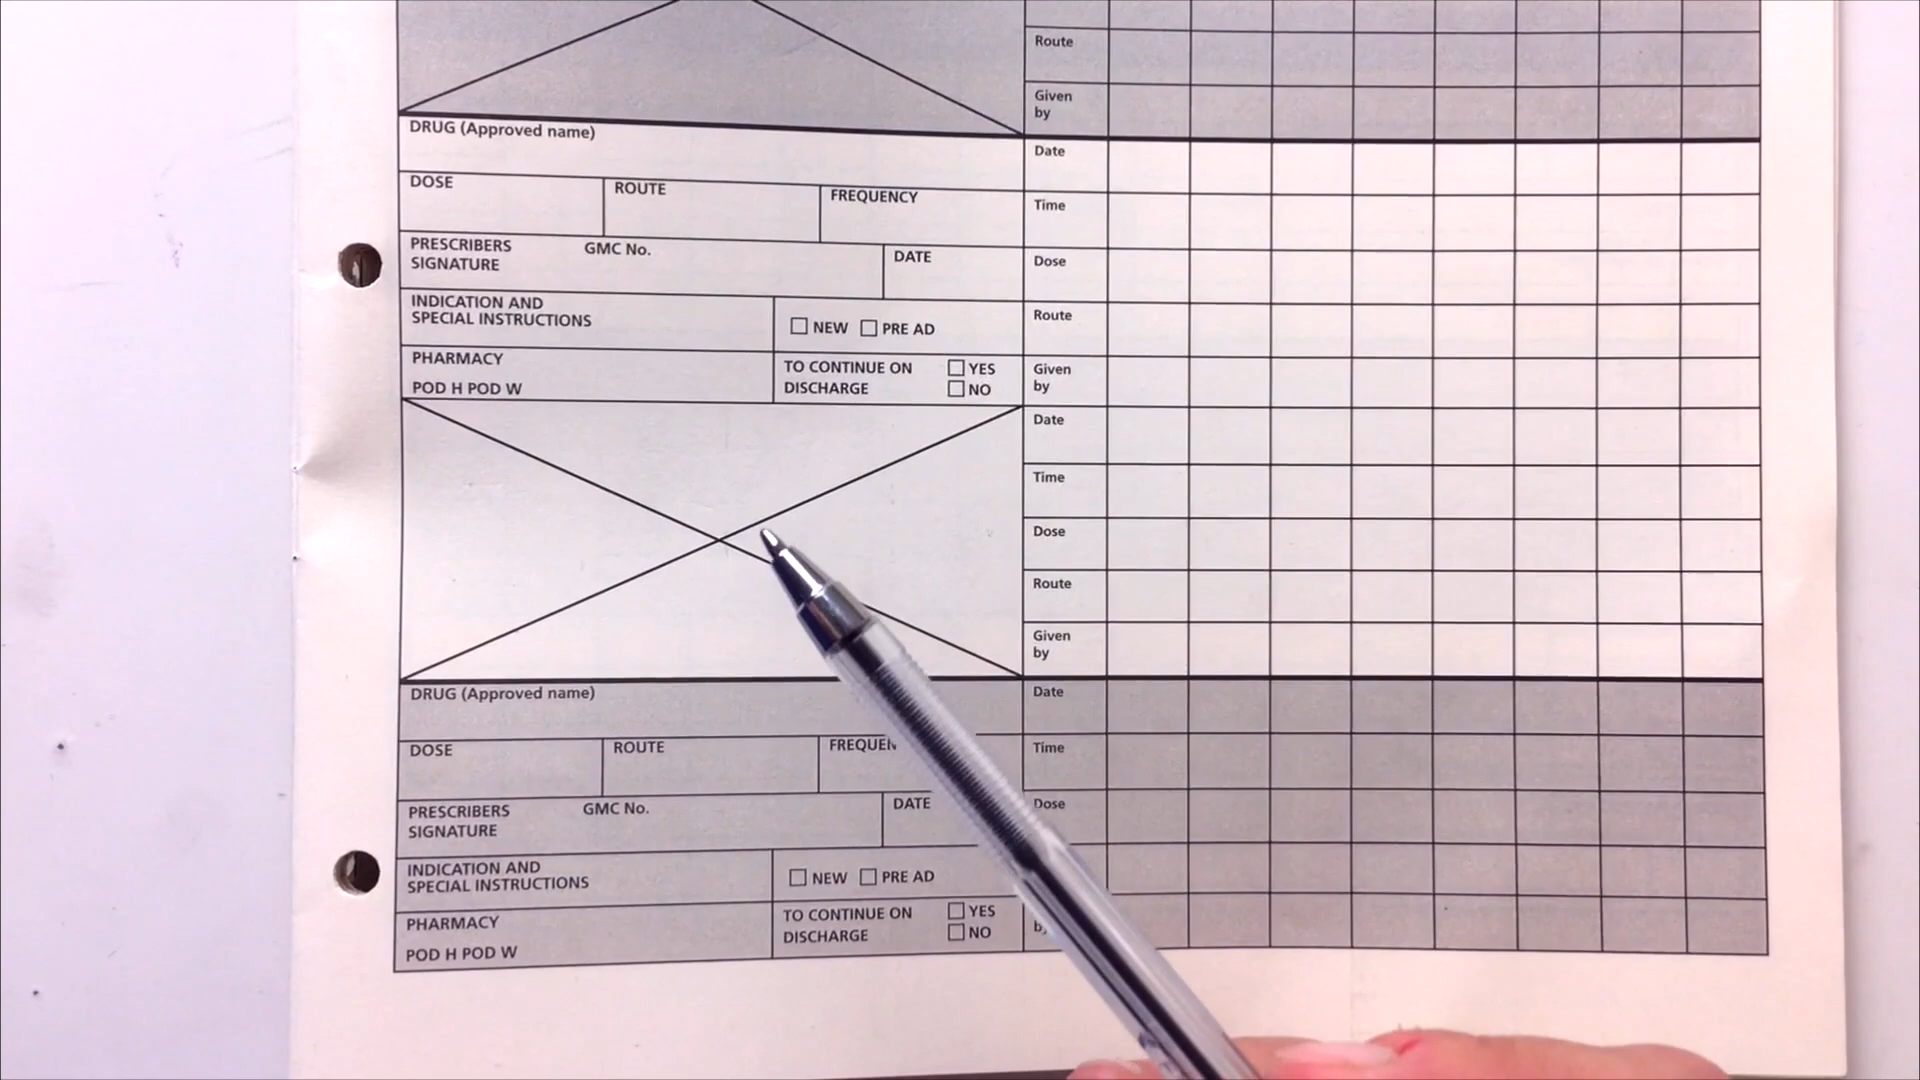 Route
Given
by
DRUG (Approved name)
Date
DOSE
ROUTE
FREQUENCY
Time
PRESCRIBERS
SIGNATURE
GMC No.
DATE
Dose
INDICATION AND
SPECIAL INSTRUCTIONS
NEW PRE AD
Route
PHARMACY
POD H POD W
TO CONTINUE ON
DISCHARGE
YES
NO
Given
by
Date
Time
Dose
Route
Given
by
DRUG (Approved name)
Date
DOSE
ROUTE
Time
PRESCRIBERS
SIGNATURE
GMC No.
DATE
Dose
INDICATION AND
SPECIAL INSTRUCTIONS
NEW PRE AD
PHARMACY
POD H POD W
TO CONTINUE ON
DISCHARGE
YES
NO